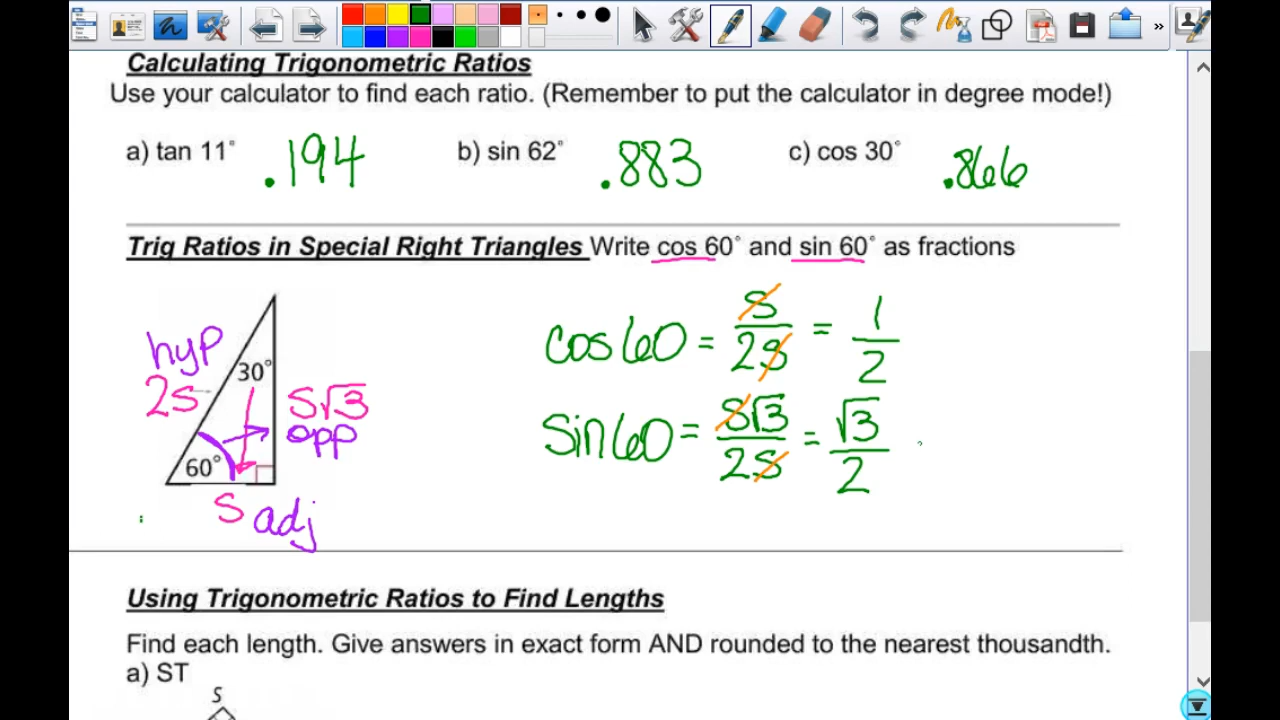 Calculating Trigonometric Ratios
Use your calculator to find each ratio. (Remember to put the calculator in degree mode!)
a) tan 11° .194 b) sin 62° .883 c) cos 30° .866
Trig Ratios in Special Right Triangles Write cos 60° and sin 60° as fractions
hyp
2s
30°
s√3
opp
60°
s adj
cos 60 = s/2s = 1/2
sin 60 = s√3/2s = √3/2
Using Trigonometric Ratios to Find Lengths
Find each length. Give answers in exact form AND rounded to the nearest thousandth.
a) ST
S